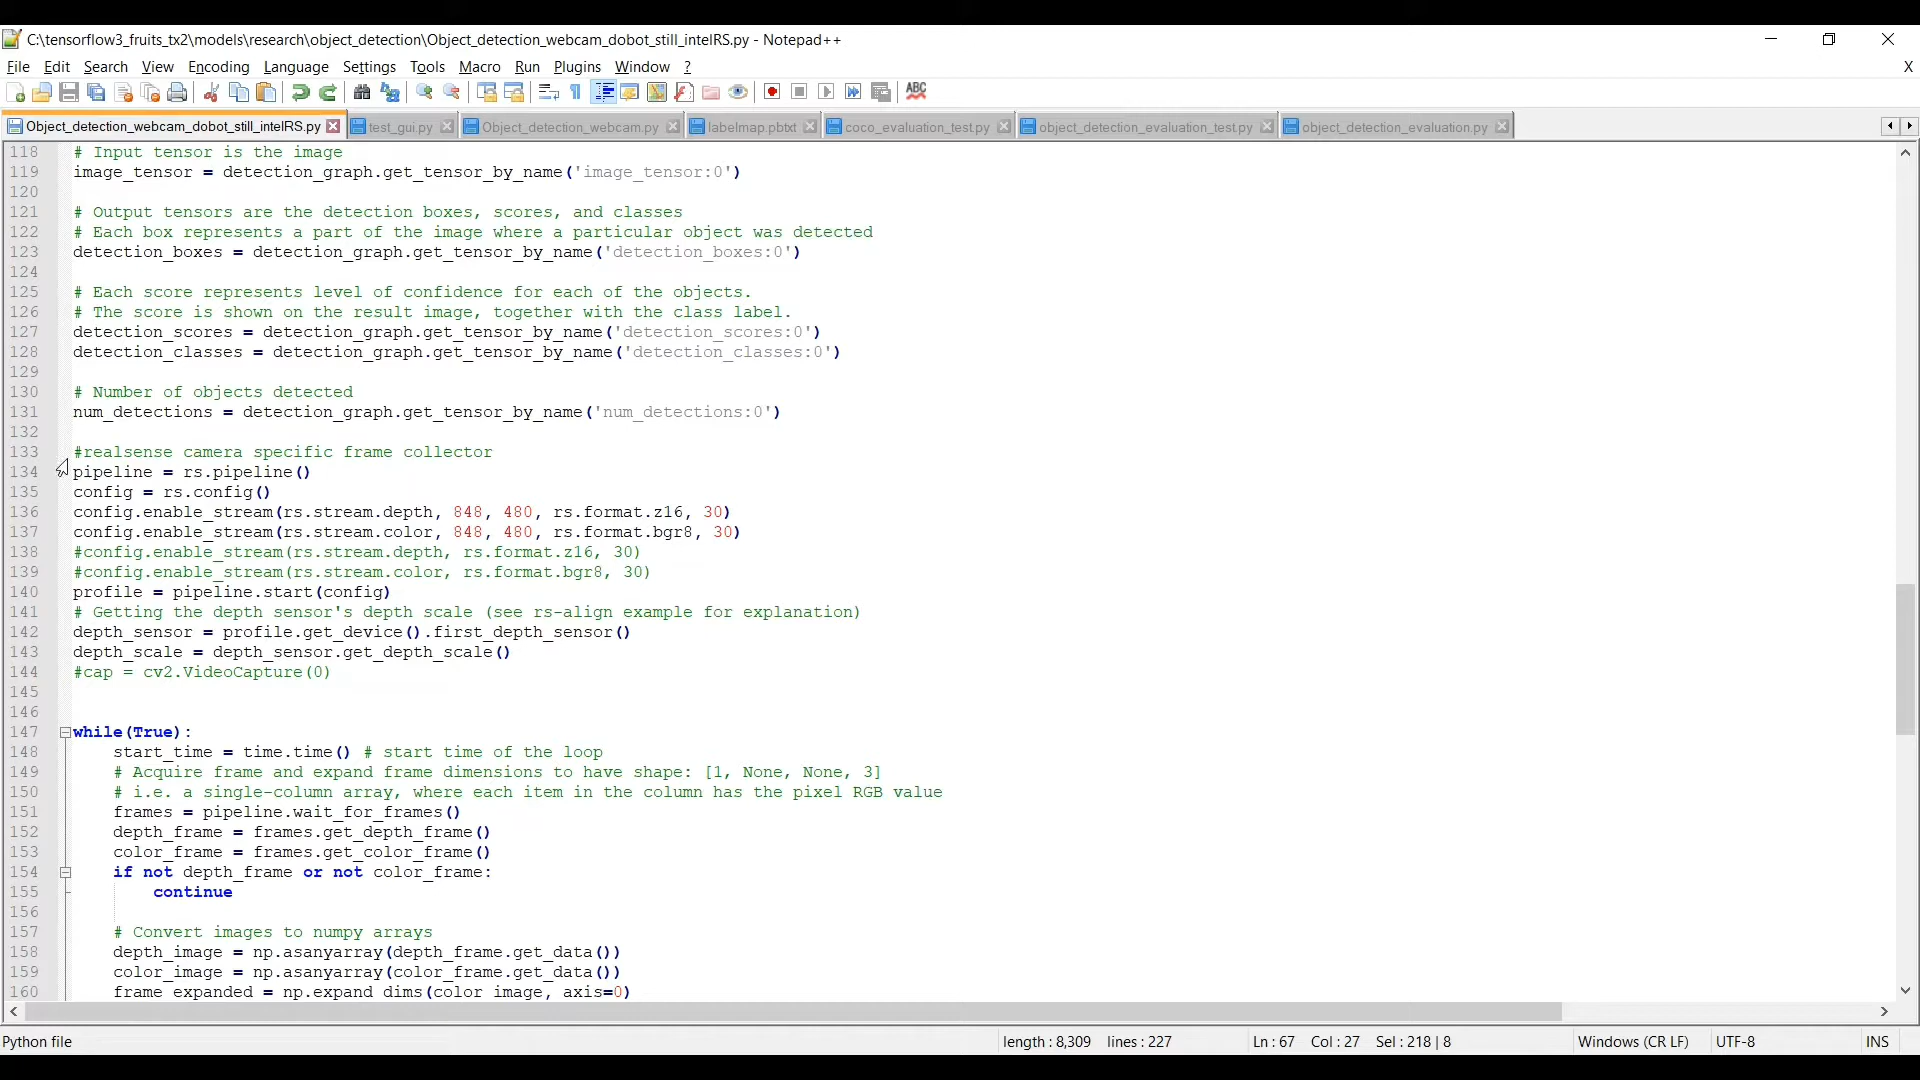 C:\tensorflow3_fruits_tx2\models\research\object_detection\Object_detection_webcam_dobot_still_intelRS.py - Notepad++
File Edit Search View Encoding Language Settings Tools Macro Run Plugins Window ? X
ABC
Object_detection_webcam_dobot_still_intelRS.py test_gui.py Object_detection_webcam.py labelmap.pbtxt coco_evaluation_test.py object_detection_evaluation_test.py object_detection_evaluation.py
118 # Input tensor is the image
119 image_tensor = detection_graph.get_tensor_by_name('image_tensor:0')
120
121 # Output tensors are the detection boxes, scores, and classes
122 # Each box represents a part of the image where a particular object was detected
123 detection_boxes = detection_graph.get_tensor_by_name('detection_boxes:0')
124
125 # Each score represents level of confidence for each of the objects.
126 # The score is shown on the result image, together with the class label.
127 detection_scores = detection_graph.get_tensor_by_name('detection_scores:0')
128 detection_classes = detection_graph.get_tensor_by_name('detection_classes:0')
129
130 # Number of objects detected
131 num_detections = detection_graph.get_tensor_by_name('num_detections:0')
132
133 #realsense camera specific frame collector
134 pipeline = rs.pipeline()
135 config = rs.config()
136 config.enable_stream(rs.stream.depth, 848, 480, rs.format.z16, 30)
137 config.enable_stream(rs.stream.color, 848, 480, rs.format.bgr8, 30)
138 #config.enable_stream(rs.stream.depth, rs.format.z16, 30)
139 #config.enable_stream(rs.stream.color, rs.format.bgr8, 30)
140 profile = pipeline.start(config)
141 # Getting the depth sensor's depth scale (see rs-align example for explanation)
142 depth_sensor = profile.get_device().first_depth_sensor()
143 depth_scale = depth_sensor.get_depth_scale()
144 #cap = cv2.VideoCapture(0)
145
146
147 while(True):
148 start_time = time.time() # start time of the loop
149 # Acquire frame and expand frame dimensions to have shape: [1, None, None, 3]
150 # i.e. a single-column array, where each item in the column has the pixel RGB value
151 frames = pipeline.wait_for_frames()
152 depth_frame = frames.get_depth_frame()
153 color_frame = frames.get_color_frame()
154 if not depth_frame or not color_frame:
155 continue
156
157 # Convert images to numpy arrays
158 depth_image = np.asanyarray(depth_frame.get_data())
159 color_image = np.asanyarray(color_frame.get_data())
160 frame_expanded = np.expand_dims(color_image, axis=0)
Python file length : 8,309 lines : 227 Ln : 67 Col : 27 Sel : 218 | 8 Windows (CR LF) UTF-8 INS